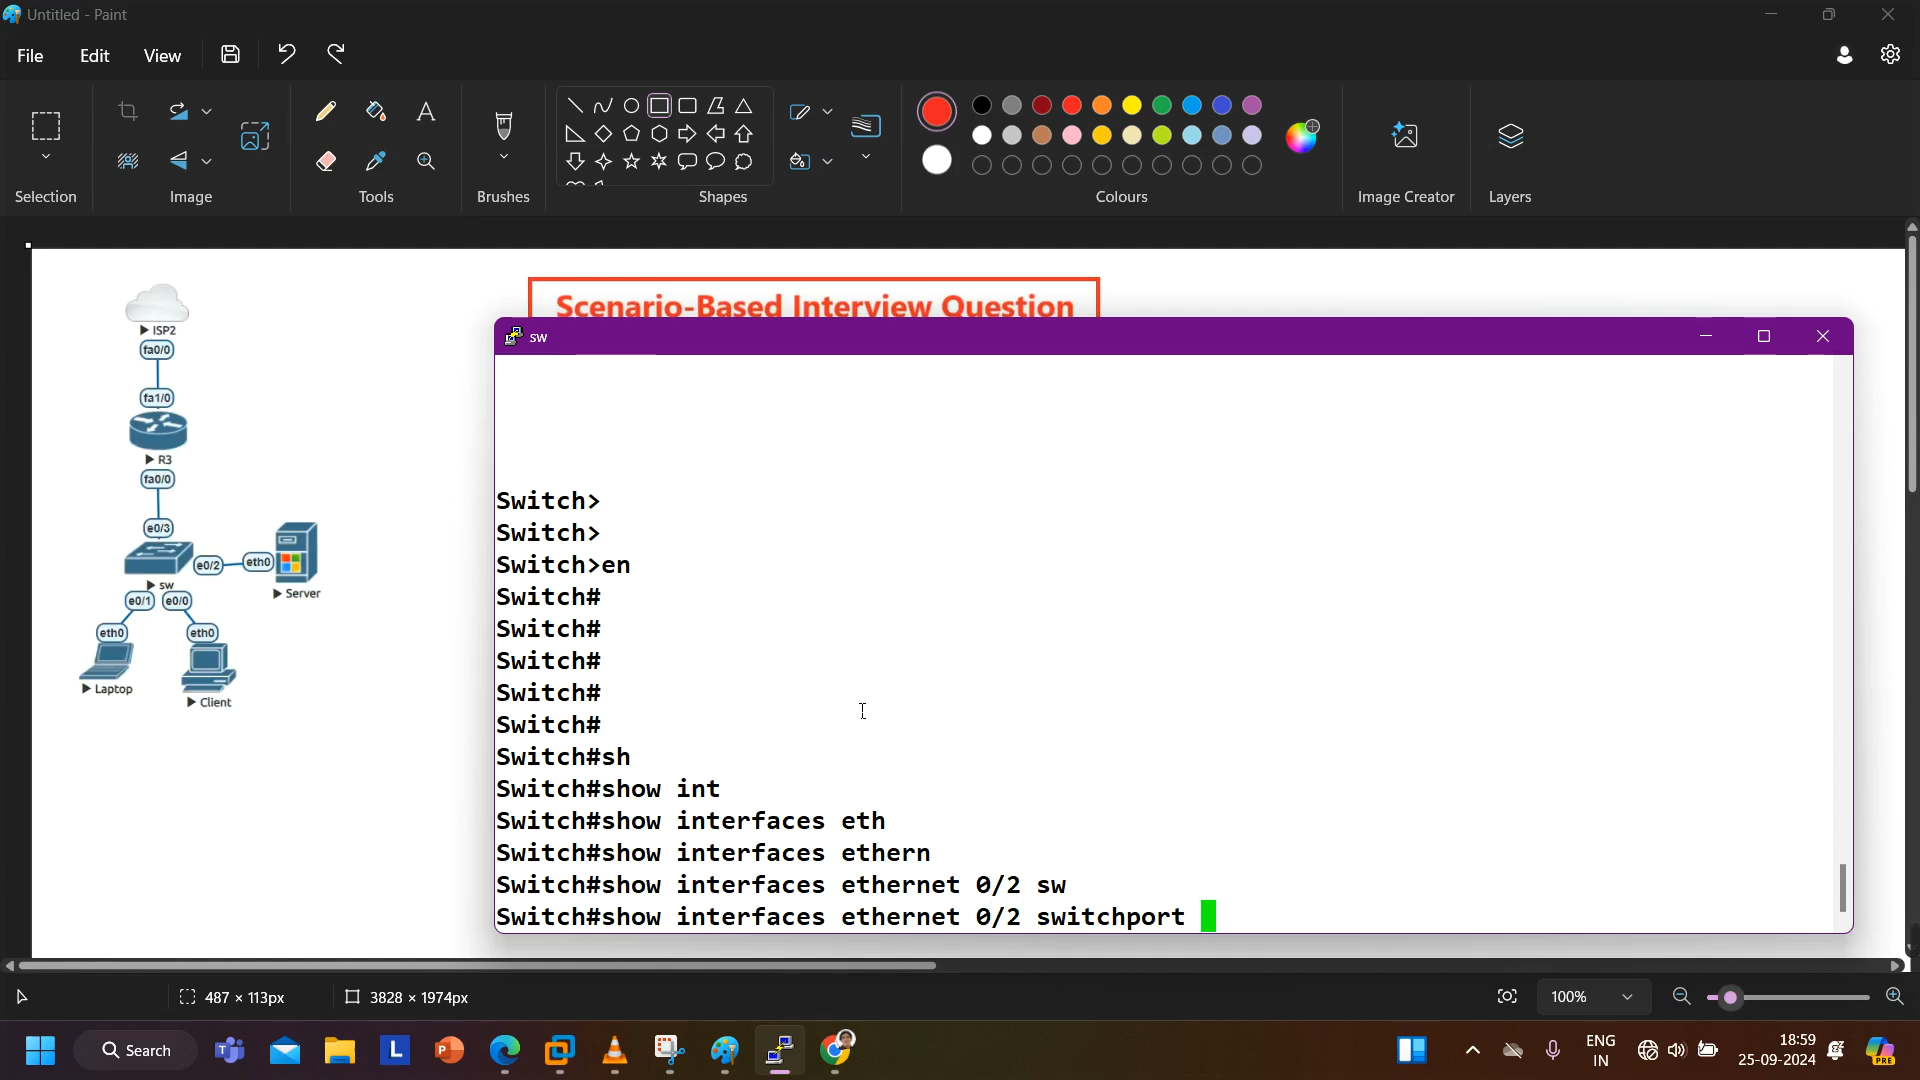 Untitled - Paint
File
Edit
View
Selection
Image
Tools
Brushes
Shapes
Colours
Image Creator
Layers
Scenario-Based Interview Question
ISP2
fa0/0
fa1/0
R3
fa0/0
e0/3
e0/2
eth0
sw
Server
e0/1
e0/0
eth0
eth0
Laptop
Client
sw
Switch>
Switch>
Switch>en
Switch#
Switch#
Switch#
Switch#
Switch#
Switch#sh
Switch#show int
Switch#show interfaces eth
Switch#show interfaces ethern
Switch#show interfaces ethernet 0/2 sw
Switch#show interfaces ethernet 0/2 switchport
487 × 113px
3828 × 1974px
100%
Search
T
L
P
PRE
ENG
IN
18:59
25-09-2024